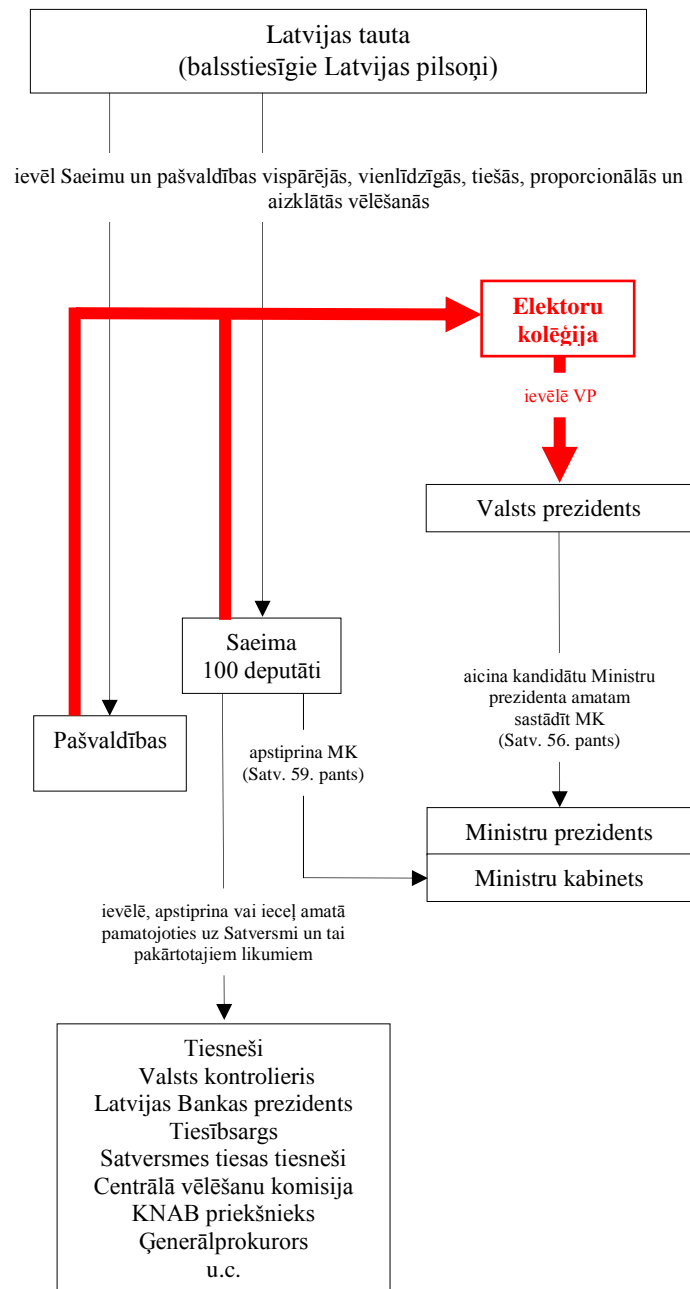 Latvijas tauta
(balsstiesīgie Latvijas pilsoņi)
ievēl Saeimu un pašvaldības vispārējās, vienlīdzīgās, tiešās, proporcionālās un
aizklātās vēlēšanās
Elektoru
kolēģija
ievēlē VP
Valsts prezidents
Saeima
100 deputāti
aicina kandidātu Ministru
prezidenta amatam
sastādīt MK
(Satv. 56. pants)
Pašvaldības
apstiprina MK
(Satv. 59. pants)
Ministru prezidents
Ministru kabinets
ievēlē, apstiprina vai ieceļ amatā
pamatojoties uz Satversmi un tai
pakārtotajiem likumiem
Tiesneši
Valsts kontrolieris
Latvijas Bankas prezidents
Tiesībsargs
Satversmes tiesas tiesneši
Centrālā vēlēšanu komisija
KNAB priekšnieks
Ģenerālprokurors
u.c.